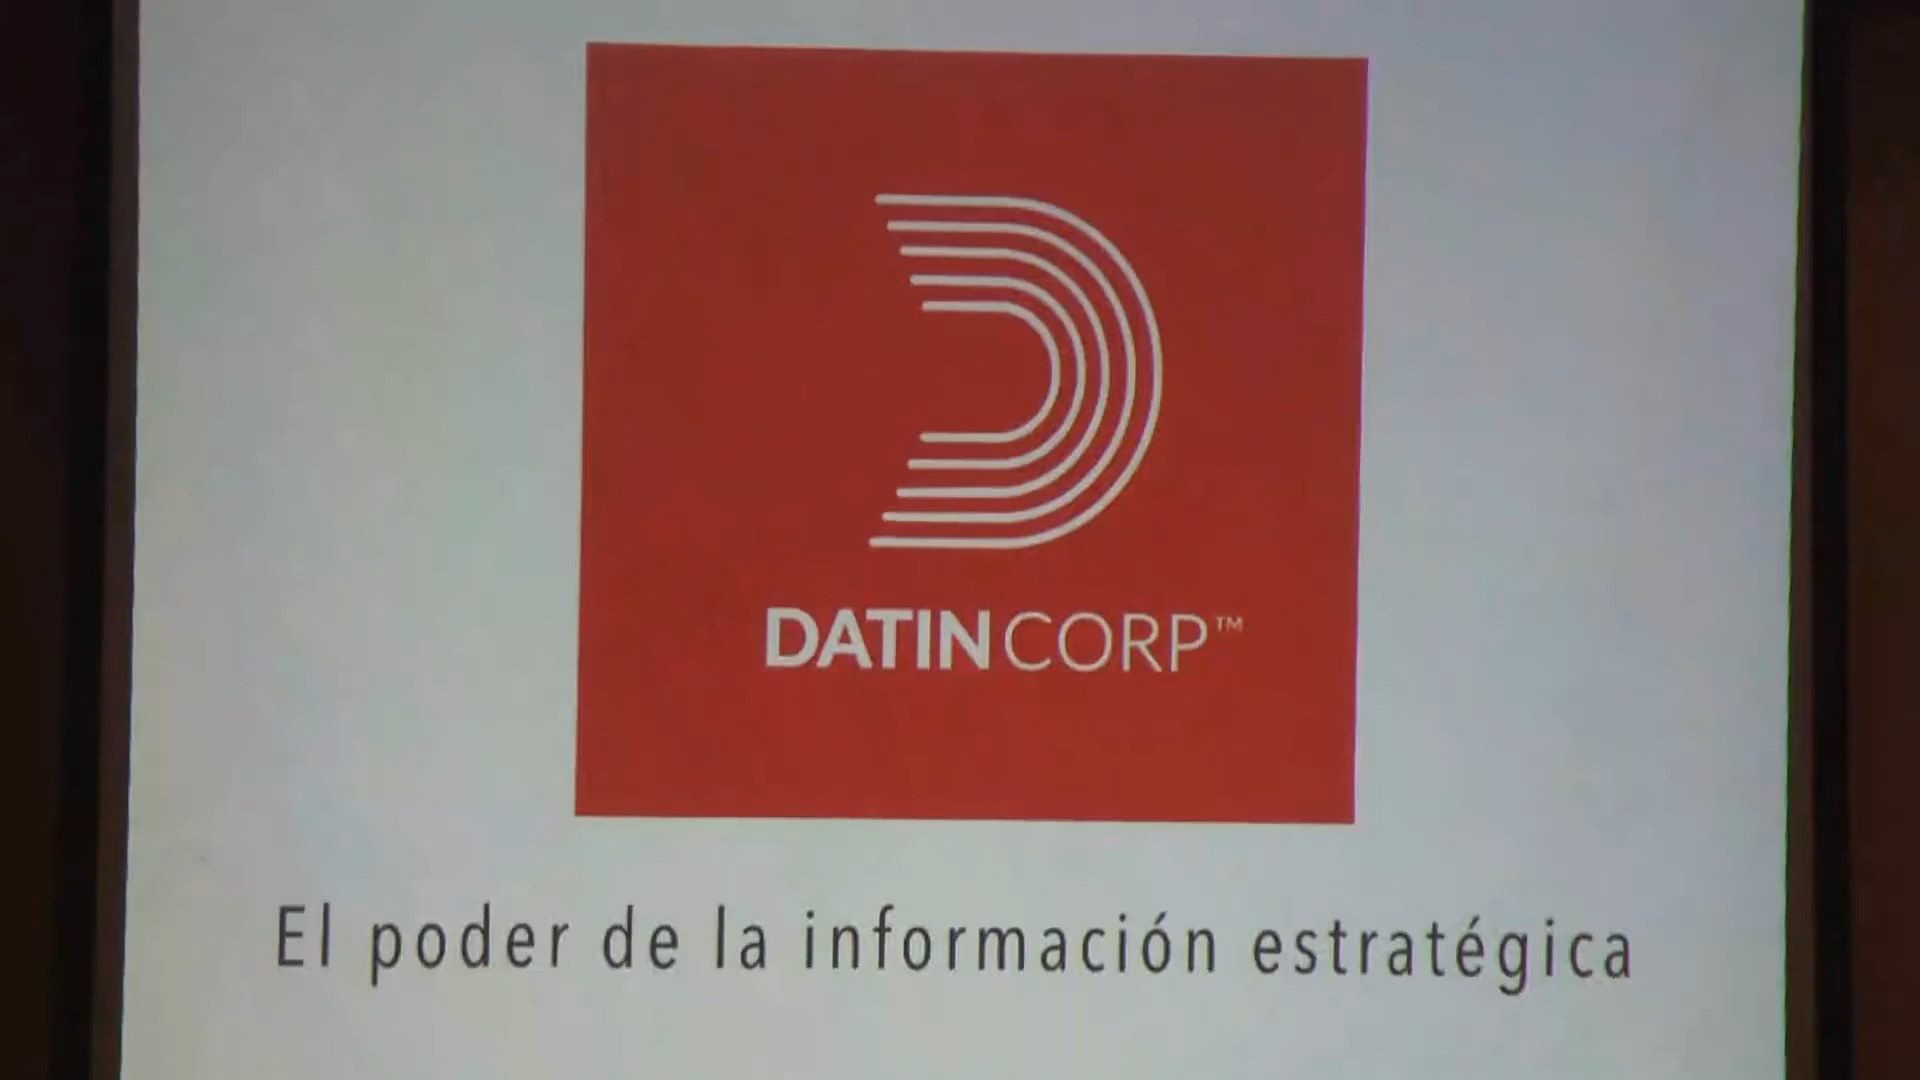 DATINCORP™
El poder de la información estratégica